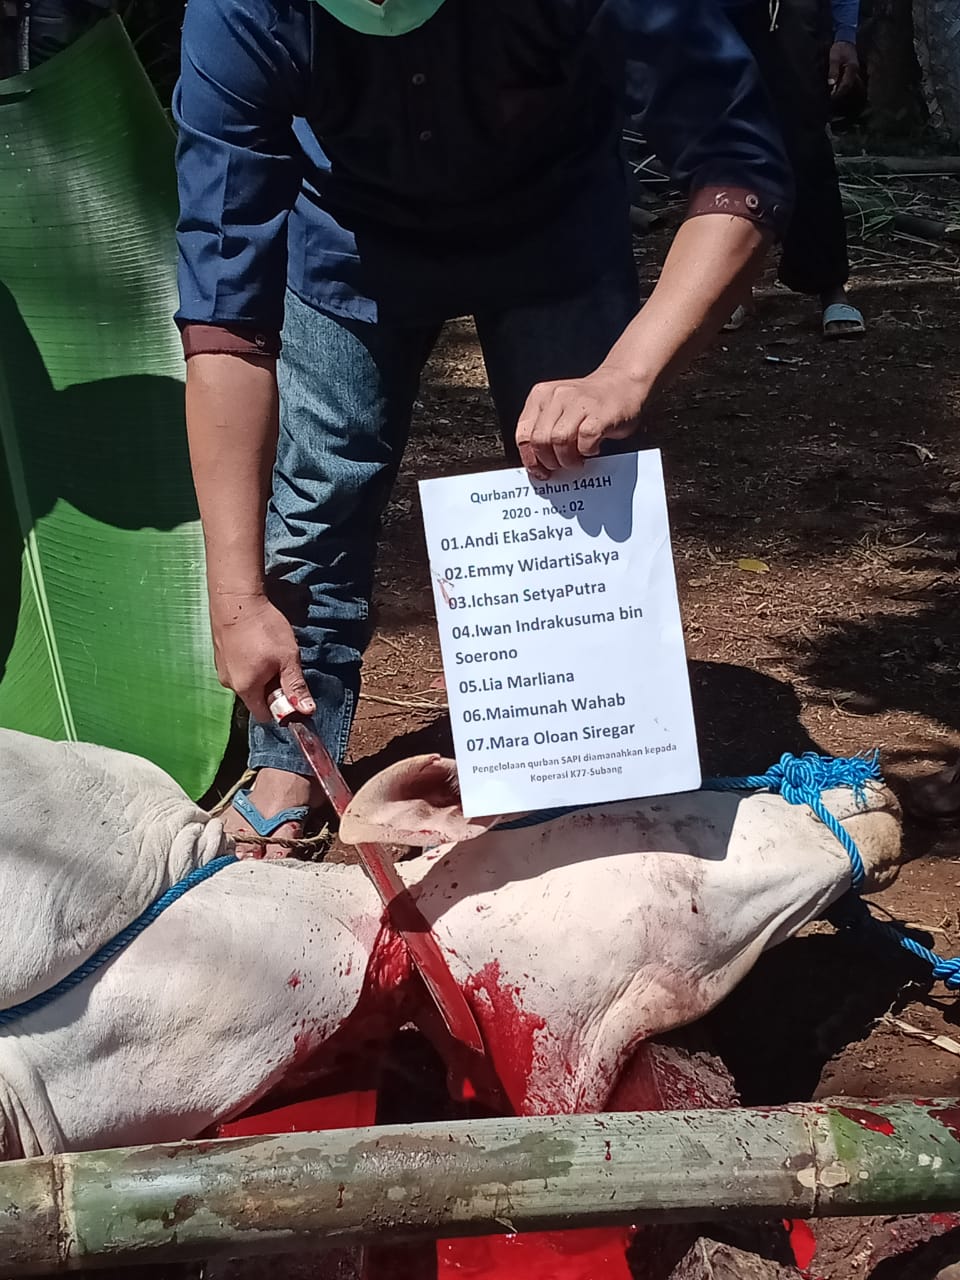 Qurban77 tahun 1441H
2020 - no.: 02
01.Andi EkaSakya
02.Emmy WidartiSakya
03.Ichsan SetyaPutra
04.Iwan Indrakusuma bin
Soerono
05.Lia Marliana
06.Maimunah Wahab
07.Mara Oloan Siregar
Pengelolaan qurban SAPI diamanahkan kepada
Koperasi K77-Subang